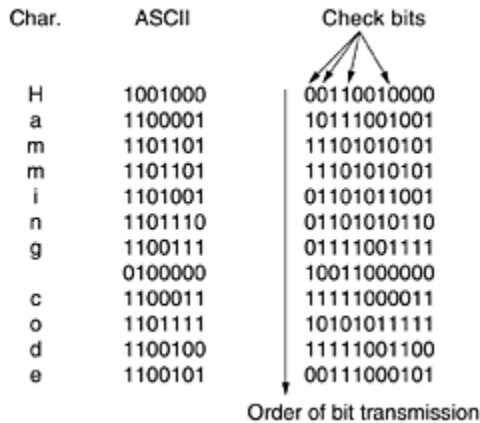 Char. ASCII Check bits
H 1001000 00110010000
a 1100001 10111001001
m 1101101 11101010101
m 1101101 11101010101
i 1101001 01101011001
n 1101110 01101010110
g 1100111 01111001111
0100000 10011000000
c 1100011 11111000011
o 1101111 10101011111
d 1100100 11111001100
e 1100101 00111000101
Order of bit transmission